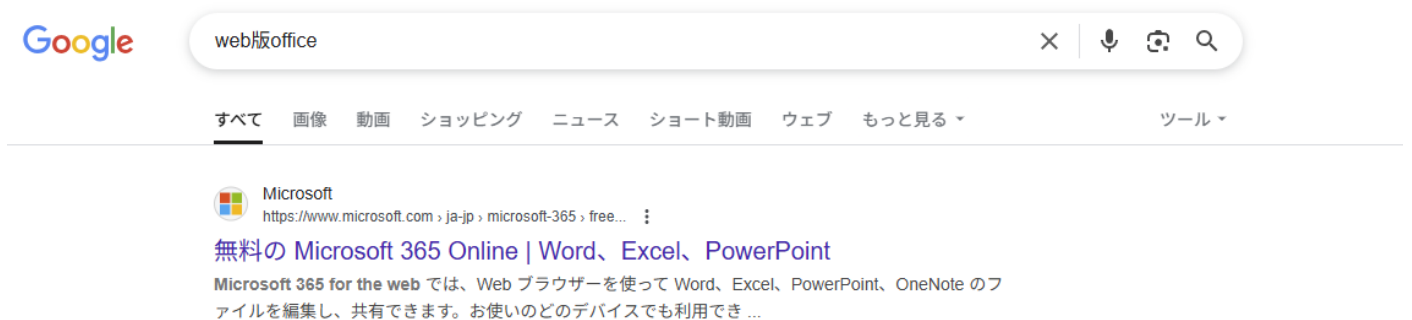 Google
web版office
すべて 画像 動画 ショッピング ニュース ショート動画 ウェブ もっと見る ツール
Microsoft
https://www.microsoft.com › ja-jp › microsoft-365 › free...
無料の Microsoft 365 Online | Word、Excel、PowerPoint
Microsoft 365 for the web では、Web ブラウザーを使って Word、Excel、PowerPoint、OneNote のフ
ァイルを編集し、共有できます。お使いのどのデバイスでも利用でき ...